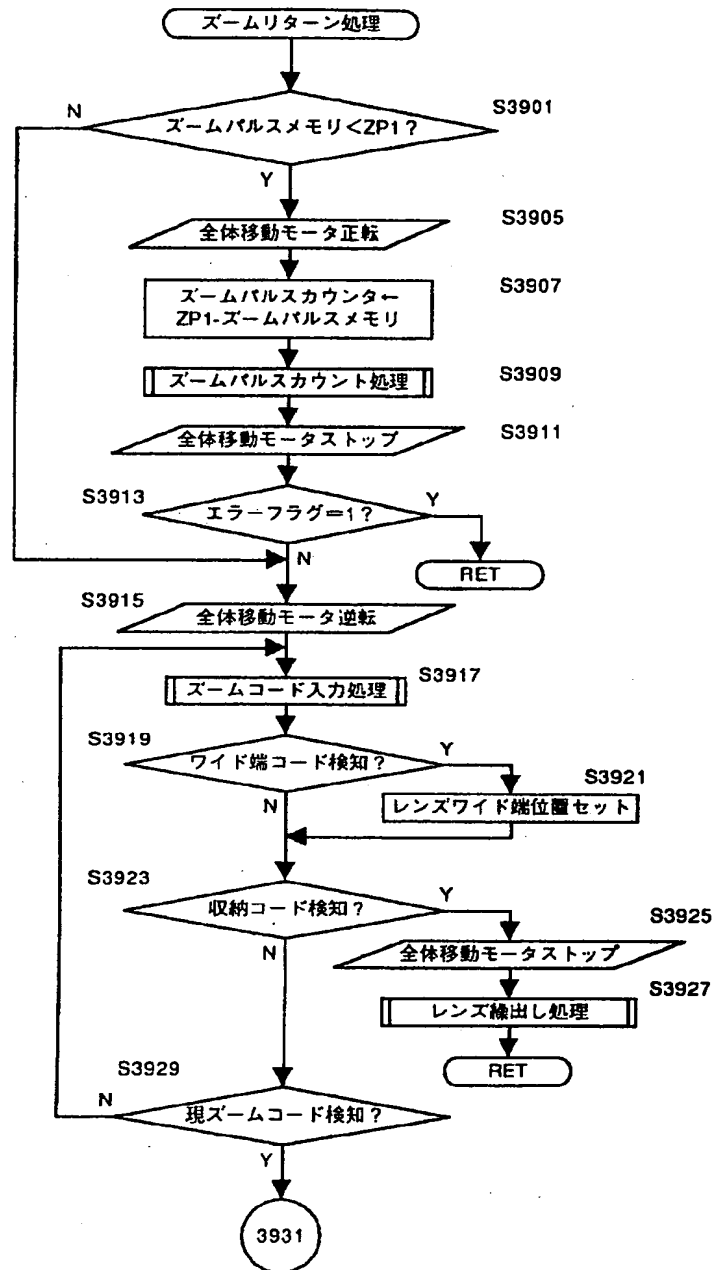 ズームリターン処理
N
S3901
ズームパルスメモリ<ZP1?
Y
S3905
全体移動モータ正転
S3907
ズームパルスカウンタ←
ZP1-ズームパルスメモリ
ズームパルスカウント処理
S3909
全体移動モータストップ
S3911
S3913
エラーフラグ=1?
Y
N
RET
S3915
全体移動モータ逆転
ズームコード入力処理
S3917
S3919
ワイド端コード検知?
Y
S3921
N
レンズワイド端位置セット
S3923
収納コード検知?
Y
S3925
N
全体移動モータストップ
S3927
レンズ繰出し処理
RET
S3929
N
現ズームコード検知?
Y
3931